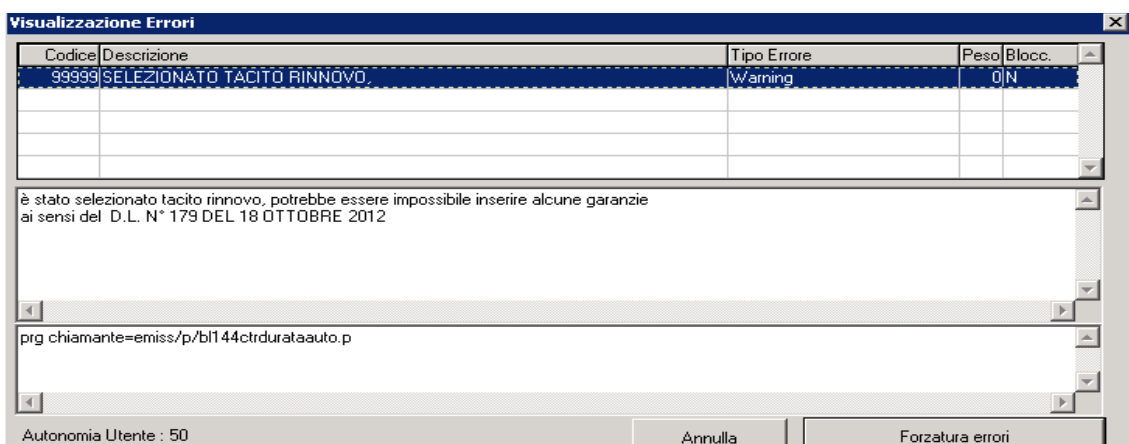 Visualizzazione Errori
Codice Descrizione Tipo Errore Peso Blocc.
99999 SELEZIONATO TACITO RINNOVO, Warning 0 N
è stato selezionato tacito rinnovo, potrebbe essere impossibile inserire alcune garanzie
ai sensi del D.L. N° 179 DEL 18 OTTOBRE 2012
prg chiamante=emiss/p/bl144ctrdurataauto.p
Autonomia Utente : 50 Annulla Forzatura errori